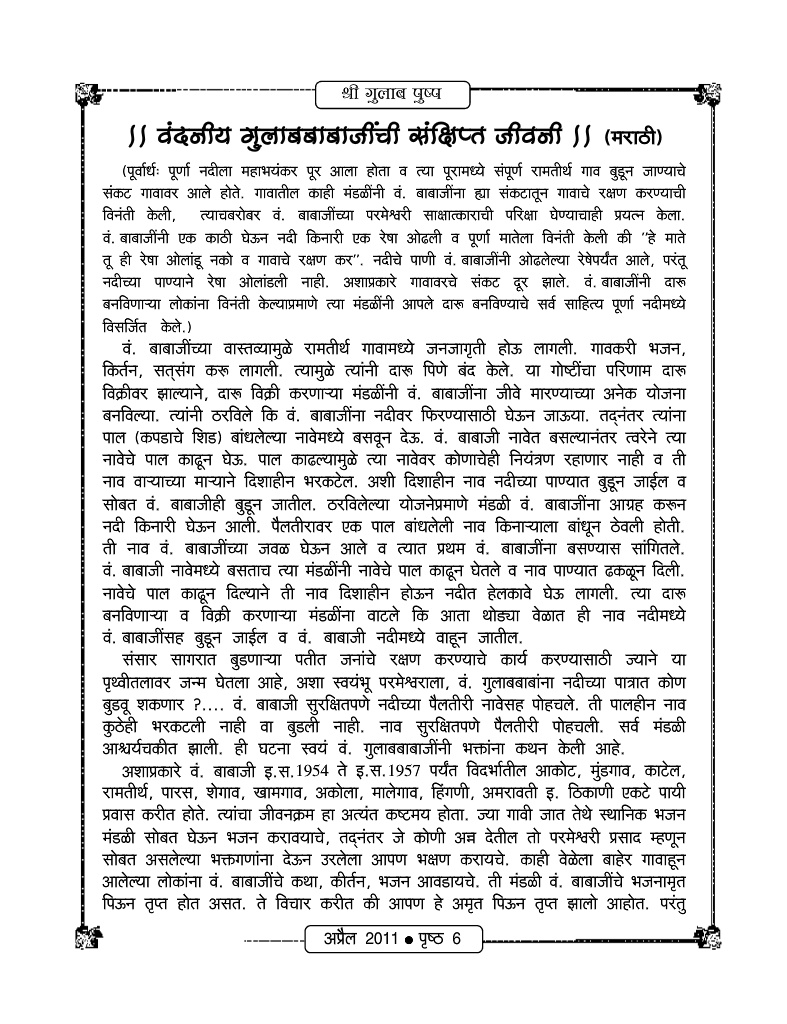 श्री गुलाब पुष्प
।। वंदनीय गुलाबबाबाजींची संक्षिप्त जीवनी ।। (मराठी)
(पूर्वार्धः पूर्णा नदीला महाभयंकर पूर आला होता व त्या पूरामध्ये संपूर्ण रामतीर्थ गाव बुडून जाण्याचे
संकट गावावर आले होते. गावातील काही मंडळींनी वं. बाबाजींना ह्या संकटातून गावाचे रक्षण करण्याची
विनंती केली, त्याचबरोबर वं. बाबाजींच्या परमेश्वरी साक्षात्काराची परिक्षा घेण्याचाही प्रयत्न केला.
वं. बाबाजींनी एक काठी घेऊन नदी किनारी एक रेषा ओढली व पूर्णा मातेला विनंती केली की "हे माते
तू ही रेषा ओलांडू नको व गावाचे रक्षण कर". नदीचे पाणी वं. बाबाजींनी ओढलेल्या रेषेपर्यंत आले, परंतू
नदीच्या पाण्याने रेषा ओलांडली नाही. अशाप्रकारे गावावरचे संकट दूर झाले. वं. बाबाजींनी दारू
बनविणाऱ्या लोकांना विनंती केल्याप्रमाणे त्या मंडळींनी आपले दारू बनविण्याचे सर्व साहित्य पूर्णा नदीमध्ये
विसर्जित केले.)
वं. बाबाजींच्या वास्तव्यामुळे रामतीर्थ गावामध्ये जनजागृती होऊ लागली. गावकरी भजन,
किर्तन, सत्‌संग करू लागली. त्यामुळे त्यांनी दारू पिणे बंद केले. या गोष्टींचा परिणाम दारू
विक्रीवर झाल्याने, दारू विक्री करणाऱ्या मंडळींनी वं. बाबाजींना जीवे मारण्याच्या अनेक योजना
बनविल्या. त्यांनी ठरविले कि वं. बाबाजींना नदीवर फिरण्यासाठी घेऊन जाऊया. तद्‌नंतर त्यांना
पाल (कपडाचे शिड) बांधलेल्या नावेमध्ये बसवून देऊ. वं. बाबाजी नावेत बसल्यानंतर त्वरेने त्या
नावेचे पाल काढून घेऊ. पाल काढल्यामुळे त्या नावेवर कोणाचेही नियंत्रण रहाणार नाही व ती
नाव वाऱ्याच्या माऱ्याने दिशाहीन भरकटेल. अशी दिशाहीन नाव नदीच्या पाण्यात बुडून जाईल व
सोबत वं. बाबाजीही बुडून जातील. ठरविलेल्या योजनेप्रमाणे मंडळी वं. बाबाजींना आग्रह करून
नदी किनारी घेऊन आली. पैलतीरावर एक पाल बांधलेली नाव किनाऱ्याला बांधून ठेवली होती.
ती नाव वं. बाबाजींच्या जवळ घेऊन आले व त्यात प्रथम वं. बाबाजींना बसण्यास सांगितले.
वं. बाबाजी नावेमध्ये बसताच त्या मंडळींनी नावेचे पाल काढून घेतले व नाव पाण्यात ढकळून दिली.
नावेचे पाल काढून दिल्याने ती नाव दिशाहीन होऊन नदीत हेलकावे घेऊ लागली. त्या दारू
बनविणाऱ्या व विक्री करणाऱ्या मंडळींना वाटले कि आता थोड्या वेळात ही नाव नदीमध्ये
वं. बाबाजींसह बुडून जाईल व वं. बाबाजी नदीमध्ये वाहून जातील.
संसार सागरात बुडणाऱ्या पतीत जनांचे रक्षण करण्याचे कार्य करण्यासाठी ज्याने या
पृथ्वीतलावर जन्म घेतला आहे, अशा स्वयंभू परमेश्वराला, वं. गुलाबबाबांना नदीच्या पात्रात कोण
बुडवू शकणार ?.... वं. बाबाजी सुरक्षितपणे नदीच्या पैलतीरी नावेसह पोहचले. ती पालहीन नाव
कुठेही भरकटली नाही वा बुडली नाही. नाव सुरक्षितपणे पैलतीरी पोहचली. सर्व मंडळी
आश्चर्यचकीत झाली. ही घटना स्वयं वं. गुलाबबाबाजींनी भक्तांना कथन केली आहे.
अशाप्रकारे वं. बाबाजी इ.स.1954 ते इ.स.1957 पर्यंत विदर्भातील आकोट, मुंडगाव, काटेल,
रामतीर्थ, पारस, शेगाव, खामगाव, अकोला, मालेगाव, हिंगणी, अमरावती इ. ठिकाणी एकटे पायी
प्रवास करीत होते. त्यांचा जीवनक्रम हा अत्यंत कष्टमय होता. ज्या गावी जात तेथे स्थानिक भजन
मंडळी सोबत घेऊन भजन करावयाचे, तद्‌नंतर जे कोणी अन्न देतील तो परमेश्वरी प्रसाद म्हणून
सोबत असलेल्या भक्तगणांना देऊन उरलेला आपण भक्षण करायचे. काही वेळेला बाहेर गावाहून
आलेल्या लोकांना वं. बाबाजींचे कथा, कीर्तन, भजन आवडायचे. ती मंडळी वं. बाबाजींचे भजनामृत
पिऊन तृप्त होत असत. ते विचार करीत की आपण हे अमृत पिऊन तृप्त झालो आहोत. परंतु
अप्रैल 2011 ● पृष्ठ 6